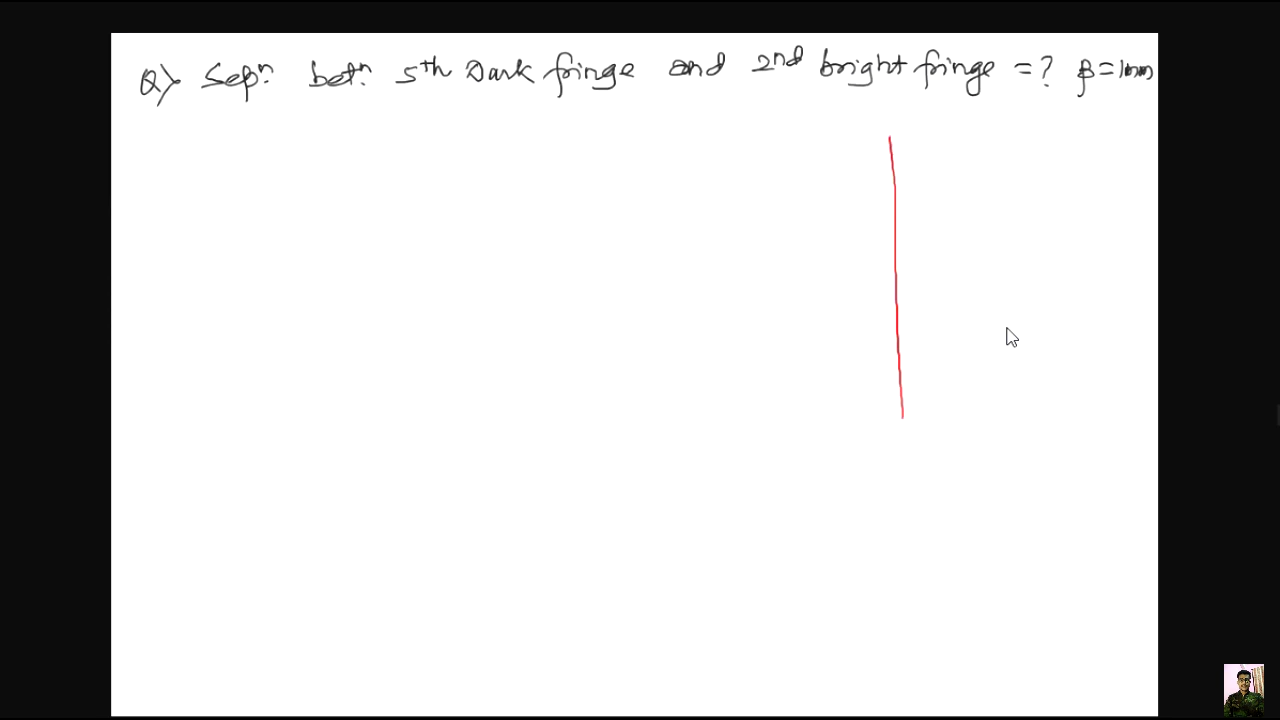 Q) Sepⁿ. betⁿ. 5th Dark fringe and 2nd bright fringe = ? β = 1mm